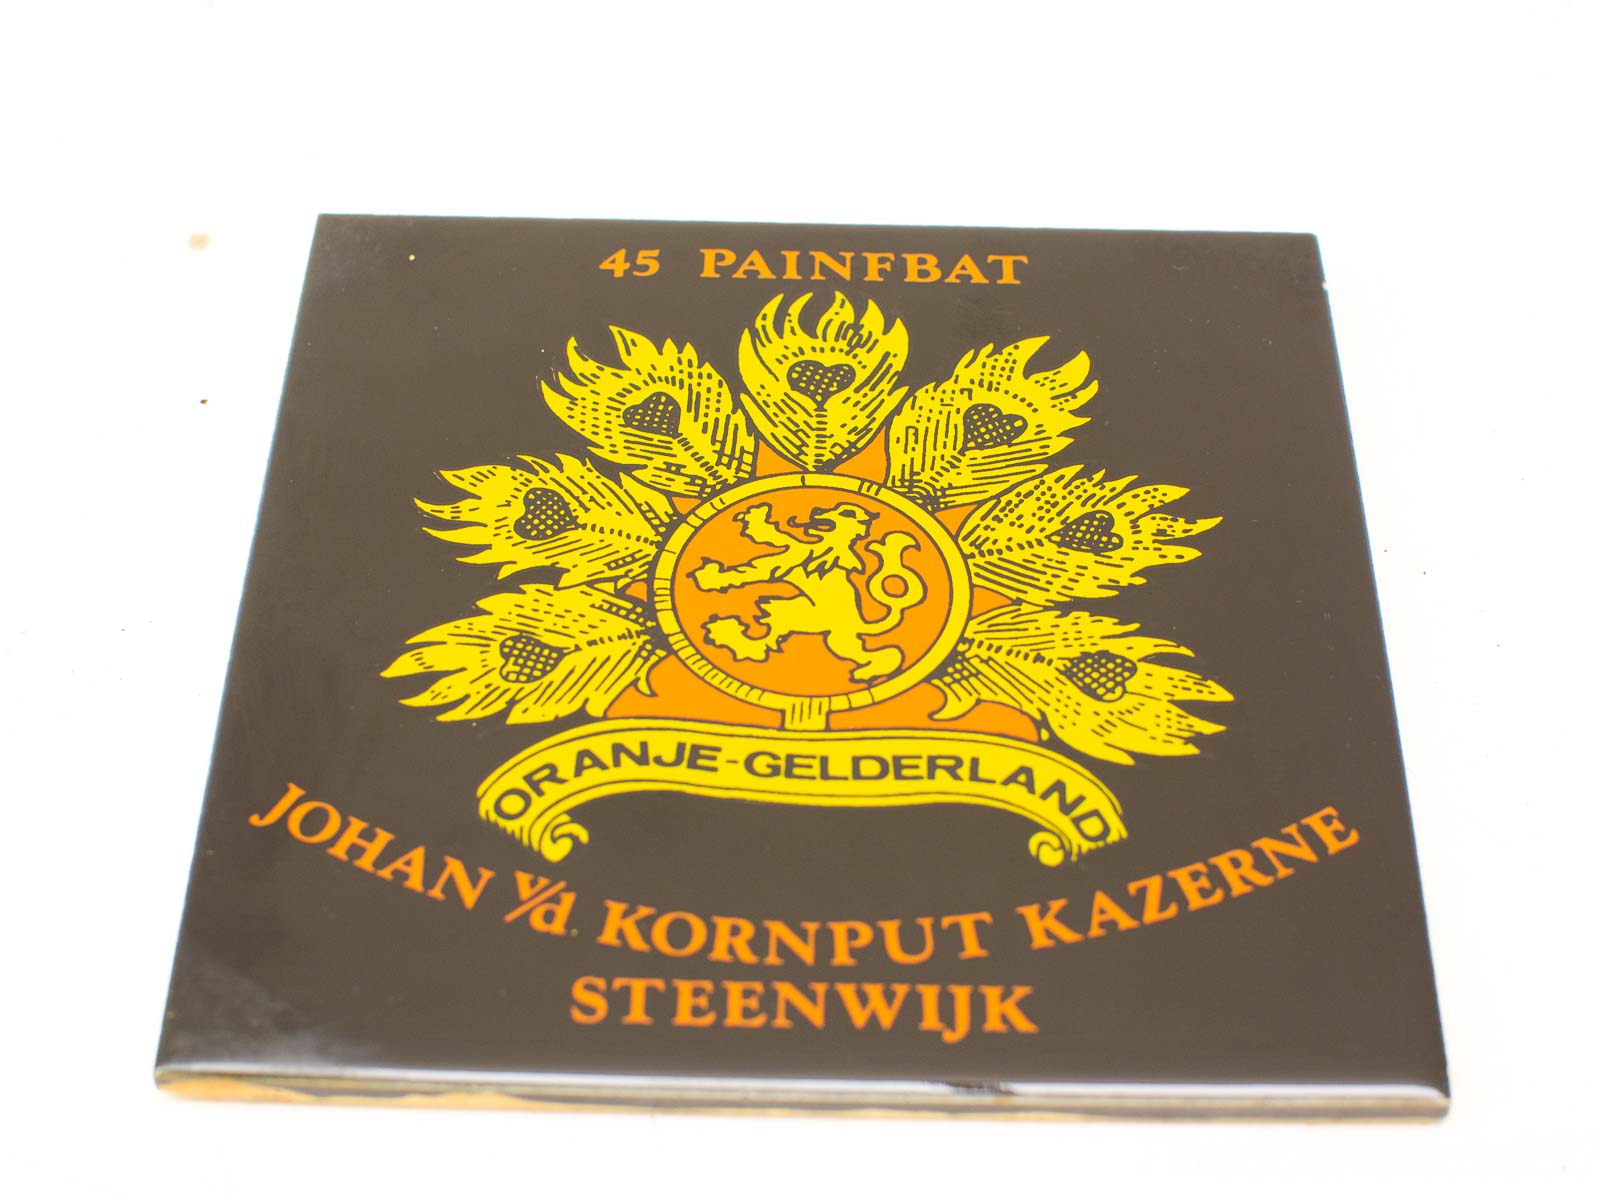 45 PAINFBAT
ORANJE-GELDERLAND
JOHAN v/d KORNPUT KAZERNE
STEENWIJK